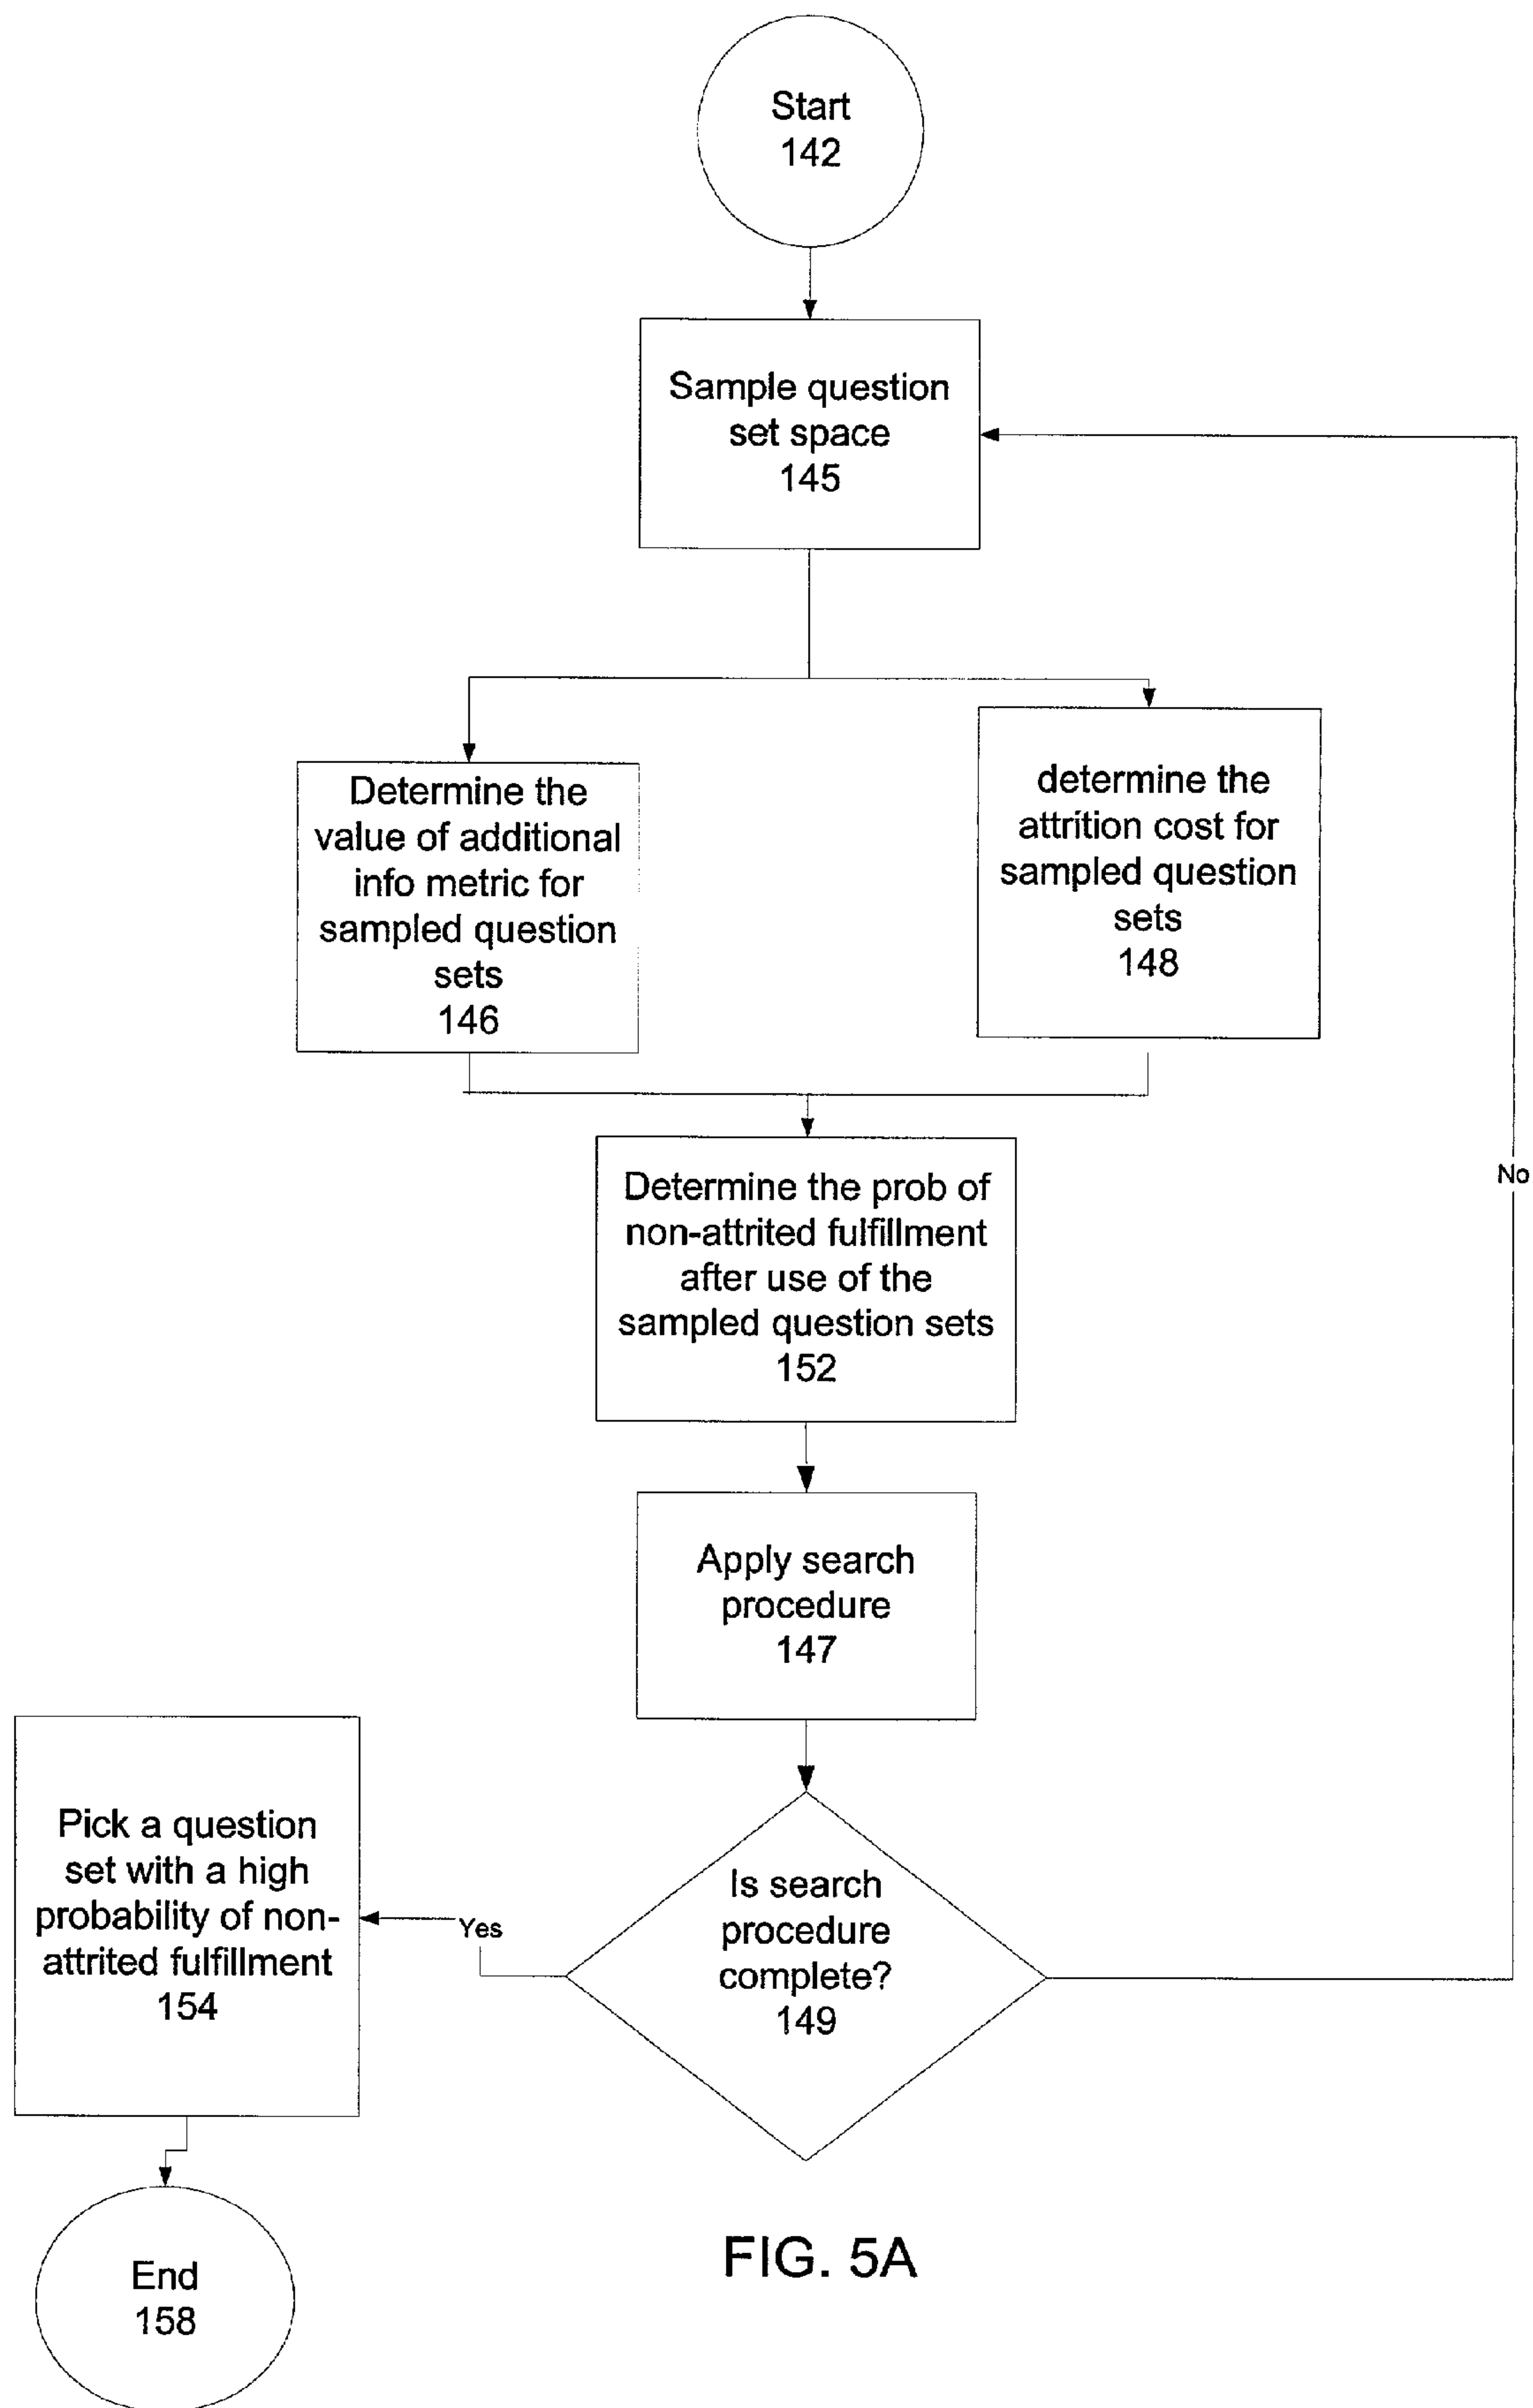 Start
142
Sample question
set space
145
Determine the
value of additional
info metric for
sampled question
sets
146
determine the
attrition cost for
sampled question
sets
148
Determine the prob of
non-attrited fulfillment
after use of the
sampled question sets
152
No
Apply search
procedure
147
Is search
procedure
complete?
149
Yes
Pick a question
set with a high
probability of non-
attrited fulfillment
154
End
158
FIG. 5A